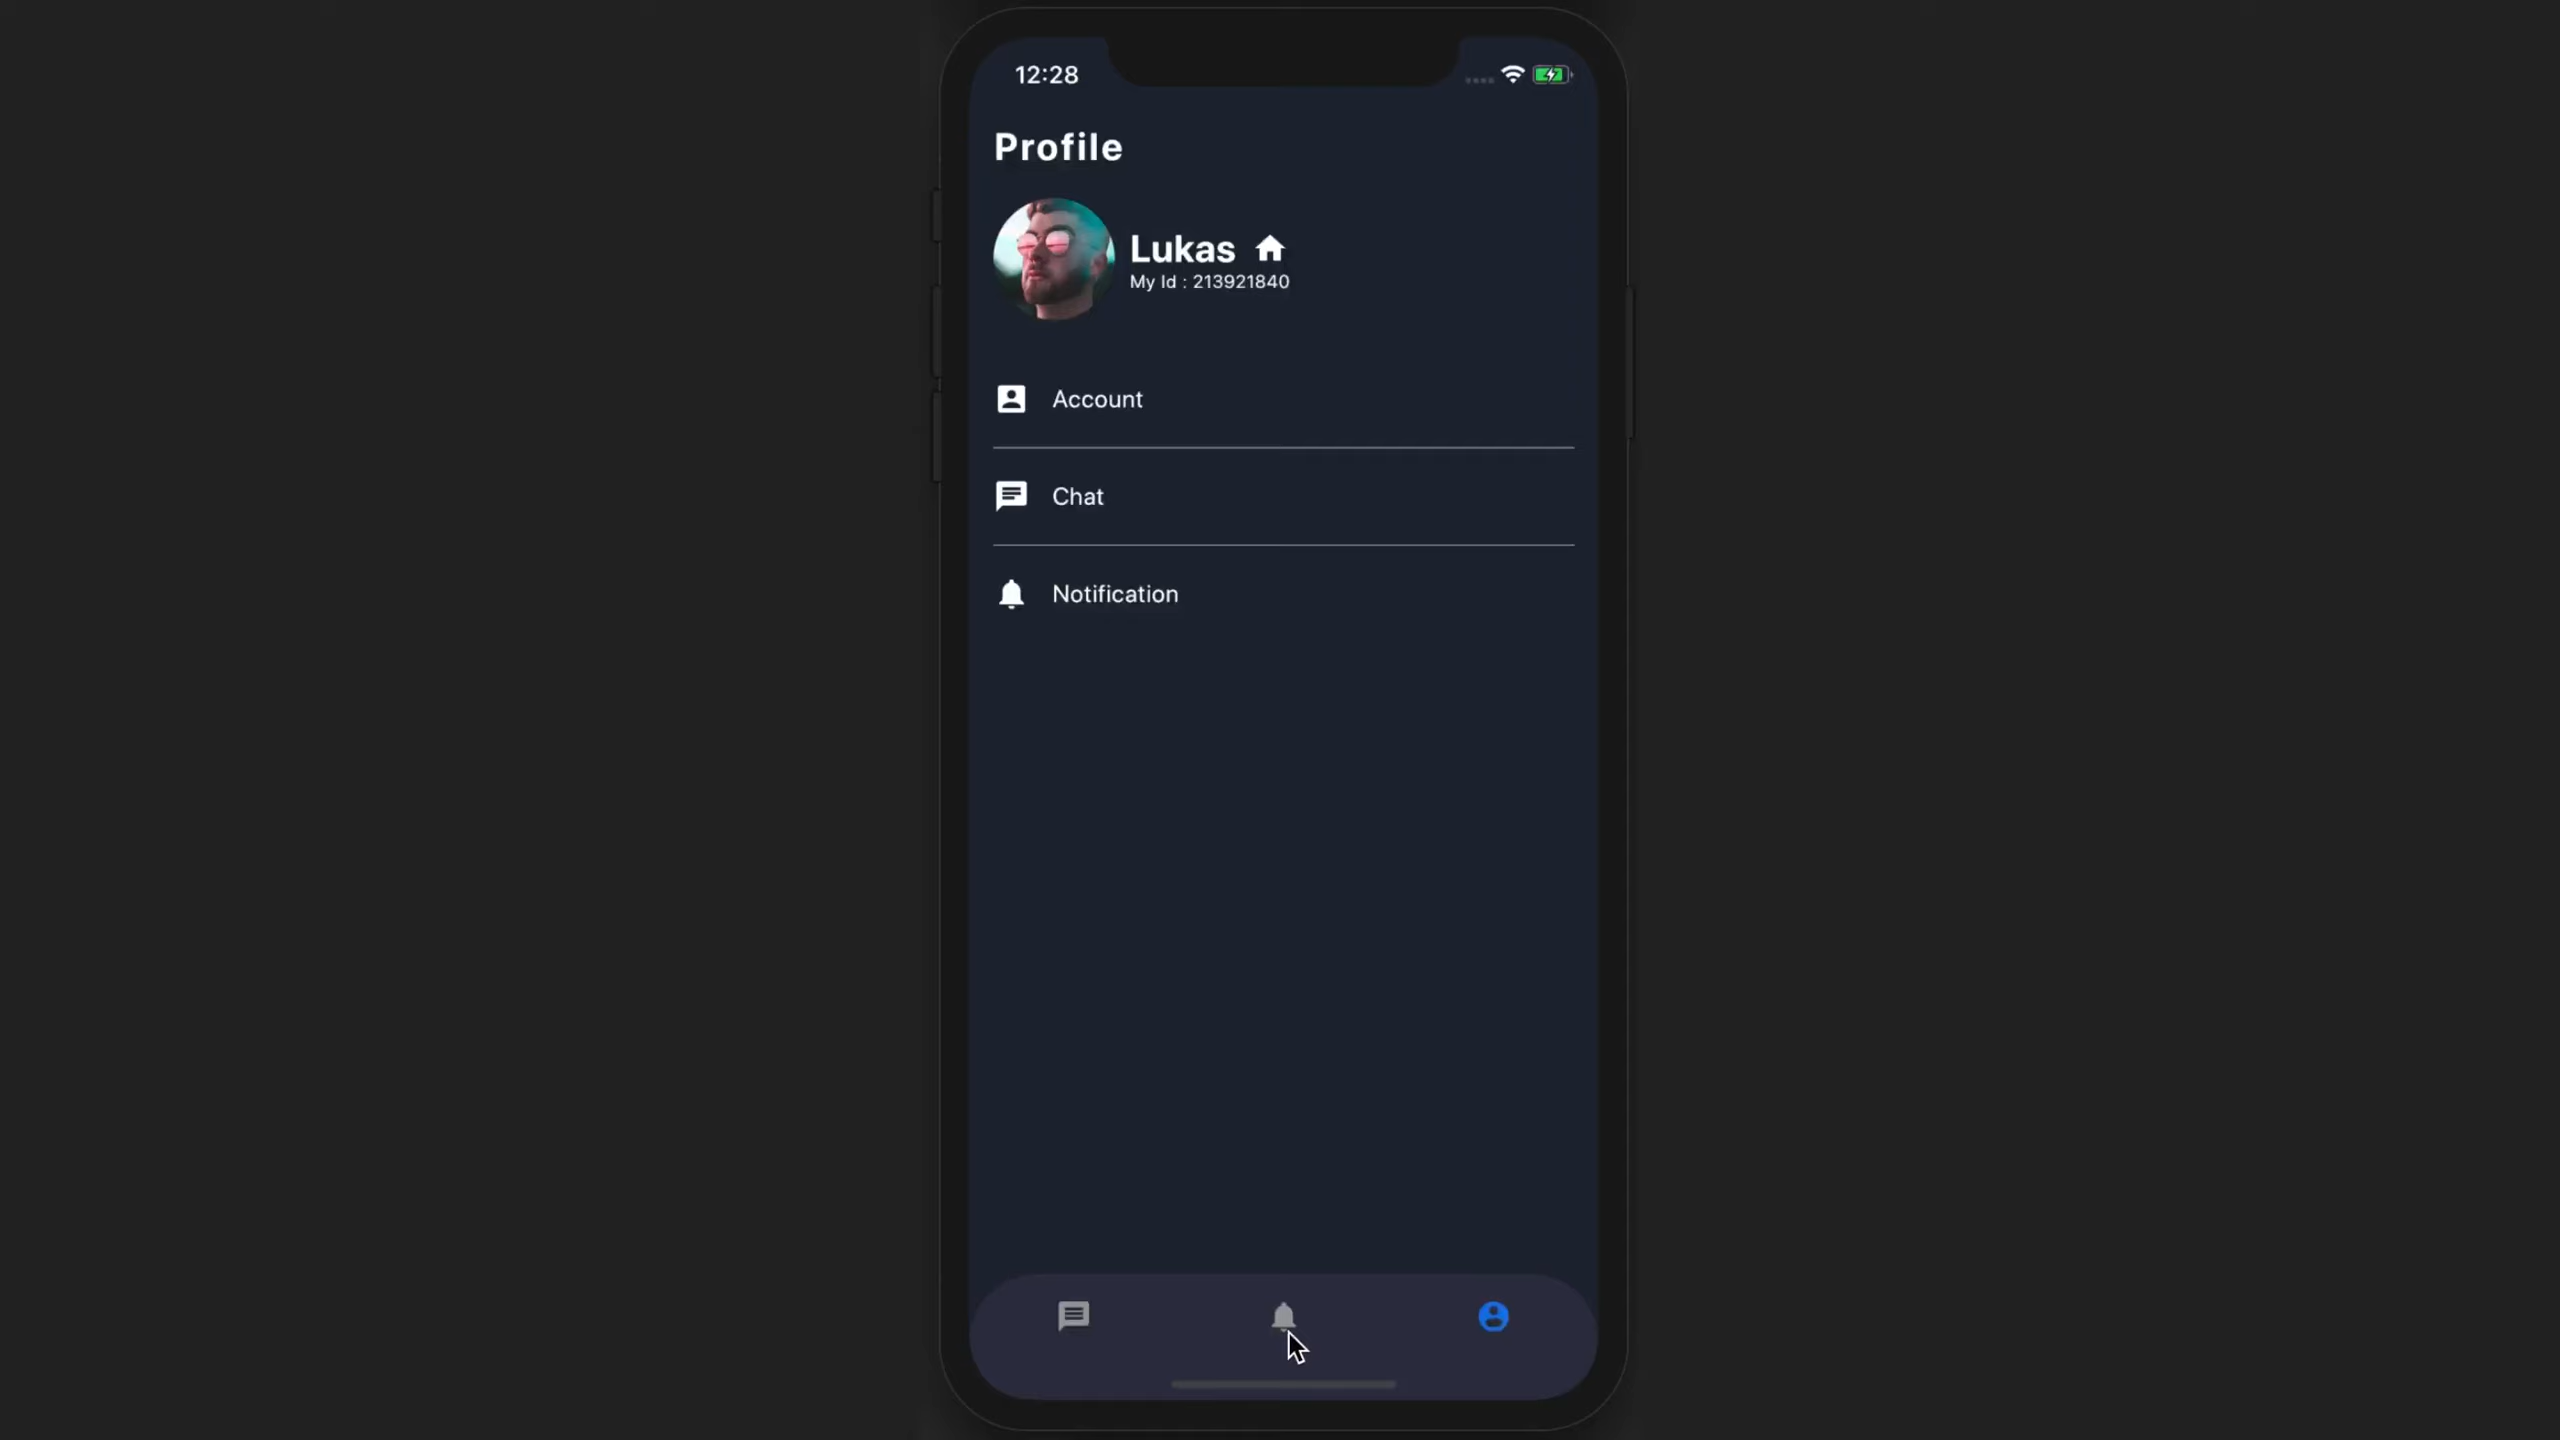 12:28
Profile
Lukas
My Id : 213921840
Account
Chat
Notification